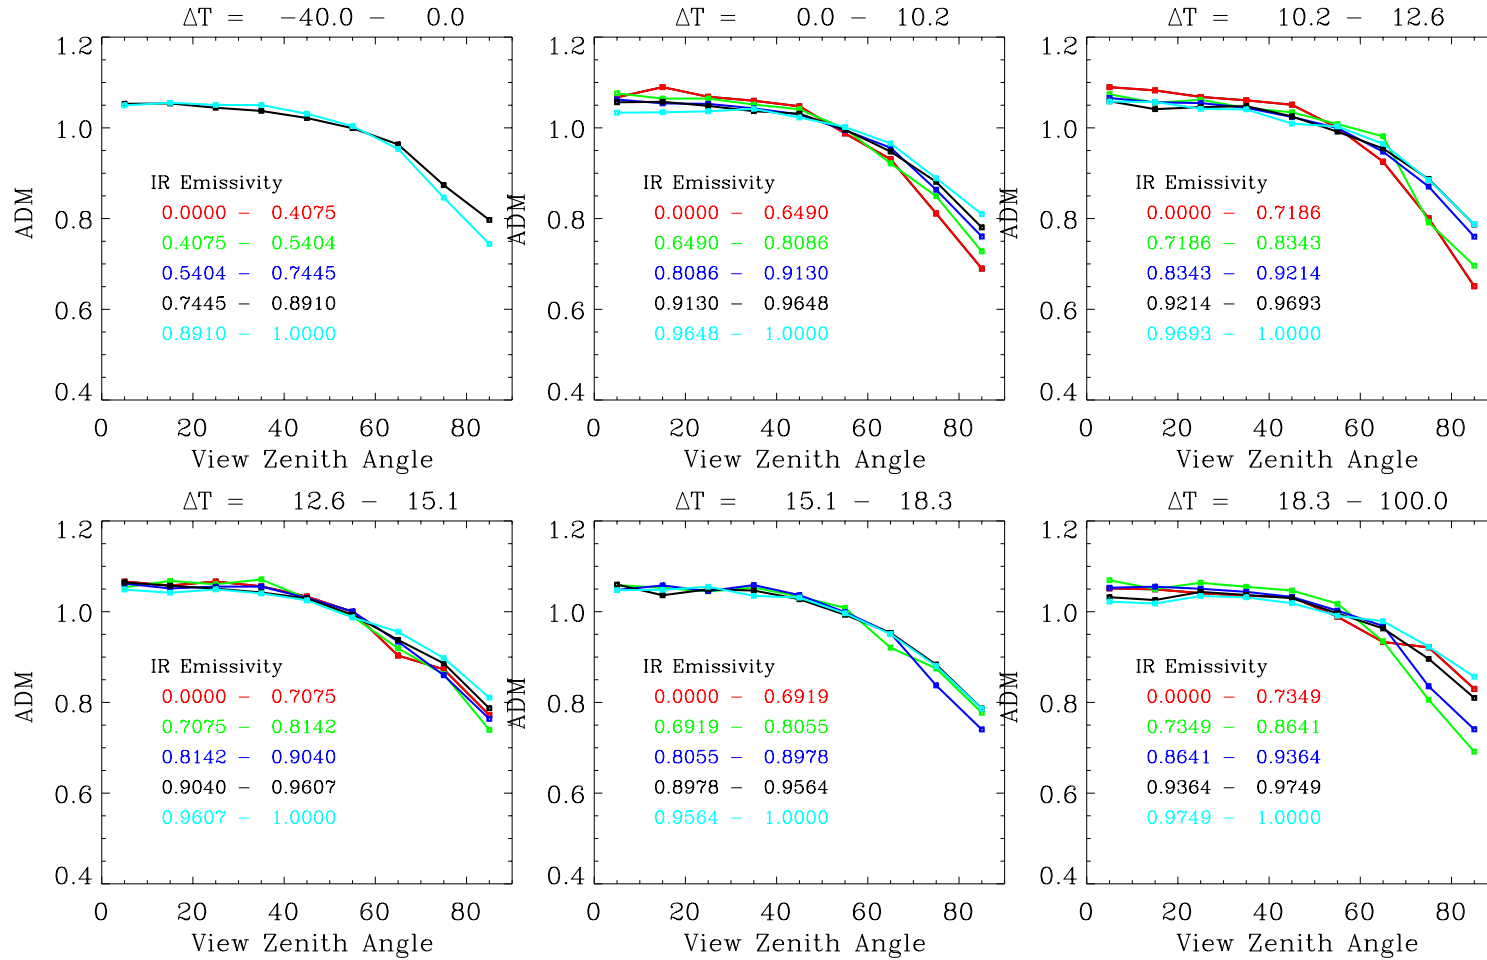 ΔT = −40.0 − 0.0
1.2
1.0
0.8
0.6
0.4
ADM
IR Emissivity
0.0000 − 0.4075
0.4075 − 0.5404
0.5404 − 0.7445
0.7445 − 0.8910
0.8910 − 1.0000
0 20 40 60 80
View Zenith Angle
ΔT = 0.0 − 10.2
1.2
1.0
0.8
0.6
0.4
ADM
IR Emissivity
0.0000 − 0.6490
0.6490 − 0.8086
0.8086 − 0.9130
0.9130 − 0.9648
0.9648 − 1.0000
0 20 40 60 80
View Zenith Angle
ΔT = 10.2 − 12.6
1.2
1.0
0.8
0.6
0.4
ADM
IR Emissivity
0.0000 − 0.7186
0.7186 − 0.8343
0.8343 − 0.9214
0.9214 − 0.9693
0.9693 − 1.0000
0 20 40 60 80
View Zenith Angle
ΔT = 12.6 − 15.1
1.2
1.0
0.8
0.6
0.4
ADM
IR Emissivity
0.0000 − 0.7075
0.7075 − 0.8142
0.8142 − 0.9040
0.9040 − 0.9607
0.9607 − 1.0000
0 20 40 60 80
View Zenith Angle
ΔT = 15.1 − 18.3
1.2
1.0
0.8
0.6
0.4
ADM
IR Emissivity
0.0000 − 0.6919
0.6919 − 0.8055
0.8055 − 0.8978
0.8978 − 0.9564
0.9564 − 1.0000
0 20 40 60 80
View Zenith Angle
ΔT = 18.3 − 100.0
1.2
1.0
0.8
0.6
0.4
ADM
IR Emissivity
0.0000 − 0.7349
0.7349 − 0.8641
0.8641 − 0.9364
0.9364 − 0.9749
0.9749 − 1.0000
0 20 40 60 80
View Zenith Angle